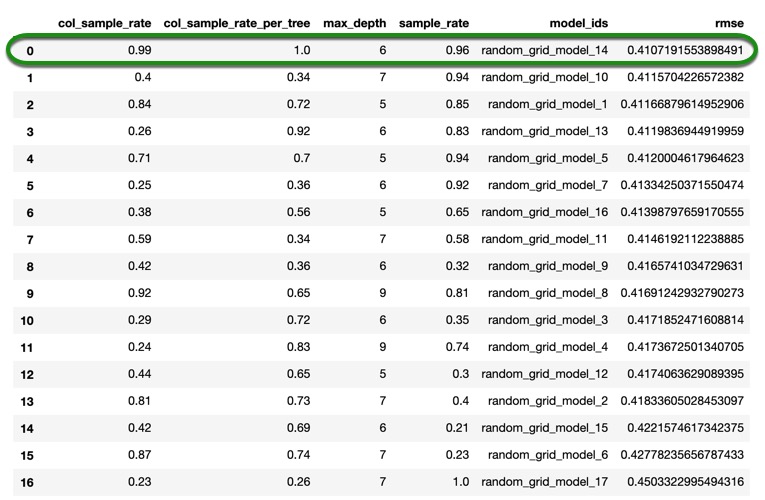 col_sample_rate col_sample_rate_per_tree max_depth sample_rate model_ids rmse
0 0.99 1.0 6 0.96 random_grid_model_14 0.4107191553898491
1 0.4 0.34 7 0.94 random_grid_model_10 0.4115704226572382
2 0.84 0.72 5 0.85 random_grid_model_1 0.41166879614952906
3 0.26 0.92 6 0.83 random_grid_model_13 0.4119836944919959
4 0.71 0.7 5 0.94 random_grid_model_5 0.4120004617964623
5 0.25 0.36 6 0.92 random_grid_model_7 0.41334250371550474
6 0.38 0.56 5 0.65 random_grid_model_16 0.41398797659170555
7 0.59 0.34 7 0.58 random_grid_model_11 0.4146192112238885
8 0.42 0.36 6 0.32 random_grid_model_9 0.4165741034729631
9 0.92 0.65 9 0.81 random_grid_model_8 0.41691242932790273
10 0.29 0.72 6 0.35 random_grid_model_3 0.4171852471608814
11 0.24 0.83 9 0.74 random_grid_model_4 0.4173672501340705
12 0.44 0.65 5 0.3 random_grid_model_12 0.4174063629089395
13 0.81 0.73 7 0.4 random_grid_model_2 0.41833605028453097
14 0.42 0.69 6 0.21 random_grid_model_15 0.4221574617342375
15 0.87 0.74 7 0.23 random_grid_model_6 0.42778235656787433
16 0.23 0.26 7 1.0 random_grid_model_17 0.4503322995494316